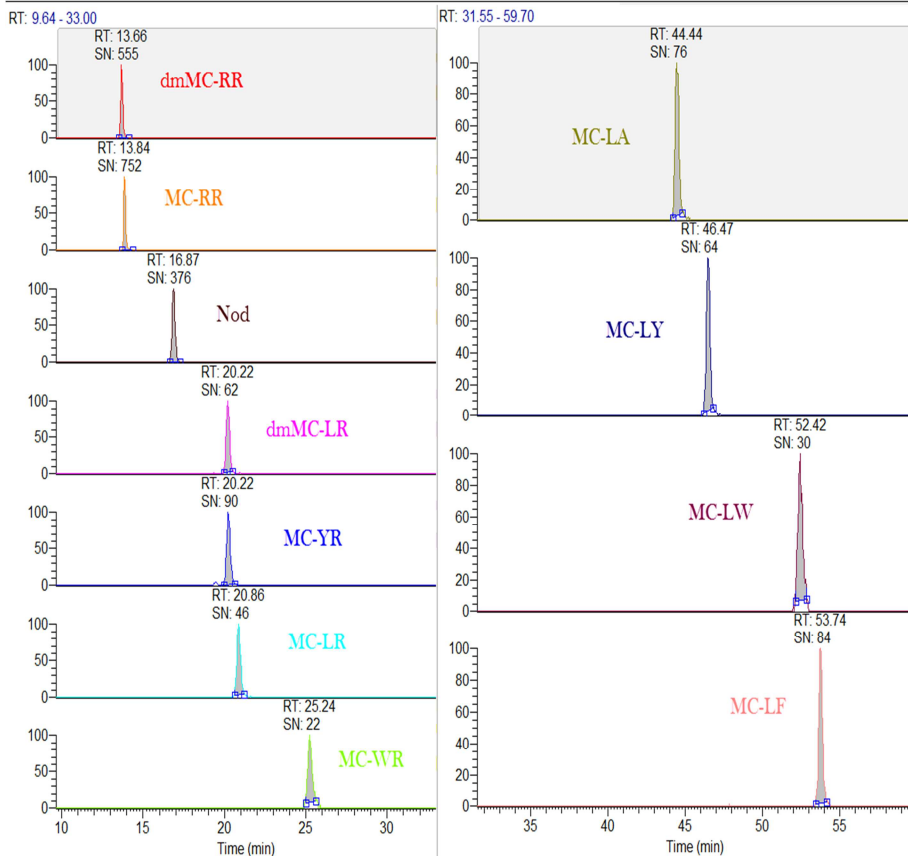 RT: 9.64 - 33.00
RT: 13.66
SN: 555
100
50
0
dmMC-RR
RT: 13.84
SN: 752
100
50
0
MC-RR
RT: 16.87
SN: 376
100
50
0
Nod
RT: 20.22
SN: 62
100
50
0
dmMC-LR
RT: 20.22
SN: 90
100
50
0
MC-YR
RT: 20.86
SN: 46
100
50
0
MC-LR
RT: 25.24
SN: 22
100
50
0
MC-WR
10 15 20 25 30
Time (min)
RT: 31.55 - 59.70
RT: 44.44
SN: 76
100
80
60
40
20
0
MC-LA
RT: 46.47
SN: 64
100
80
60
40
20
0
MC-LY
RT: 52.42
SN: 30
100
80
60
40
20
0
MC-LW
RT: 53.74
SN: 84
100
80
60
40
20
0
MC-LF
35 40 45 50 55
Time (min)